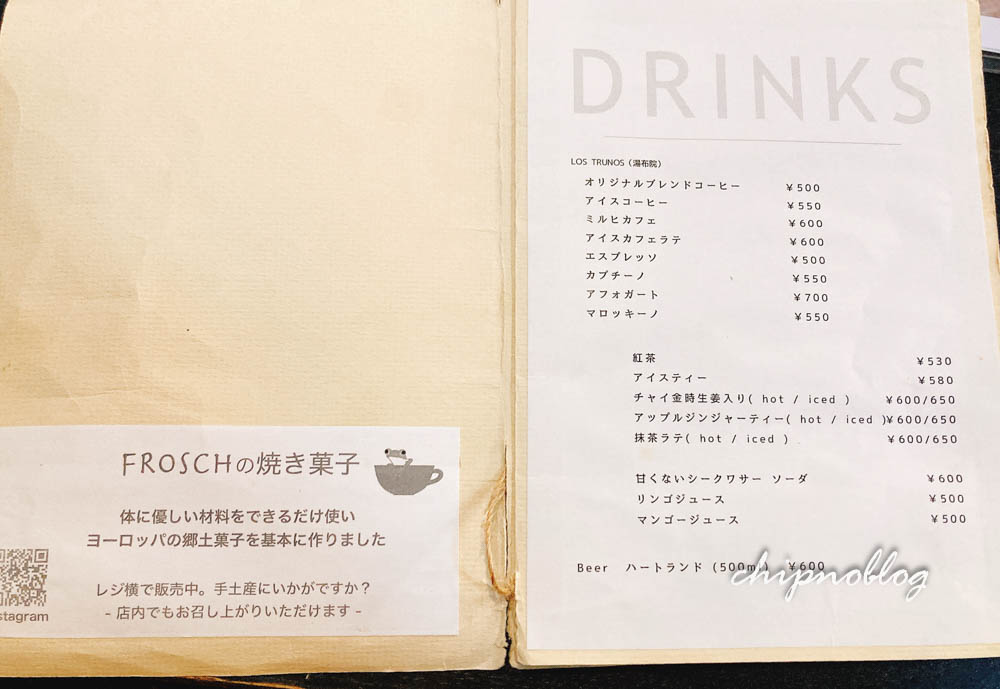 FROSCHの焼き菓子
体に優しい材料をできるだけ使い
ヨーロッパの郷土菓子を基本に作りました
レジ横で販売中。手土産にいかがですか？
- 店内でもお召し上がりいただけます -
stagram
DRINKS
LOS TRUNOS（湯布院）
オリジナルブレンドコーヒー ￥500
アイスコーヒー ￥550
ミルヒカフェ ￥600
アイスカフェラテ ￥600
エスプレッソ ￥500
カプチーノ ￥550
アフォガート ￥700
マロッキーノ ￥550
紅茶 ￥530
アイスティー ￥580
チャイ金時生姜入り( hot / iced ) ￥600/650
アップルジンジャーティー( hot / iced )￥600/650
抹茶ラテ( hot / iced ) ￥600/650
甘くないシークワサー ソーダ ￥600
リンゴジュース ￥500
マンゴージュース ￥500
Beer ハートランド (500ml) ￥600
chipnoblog